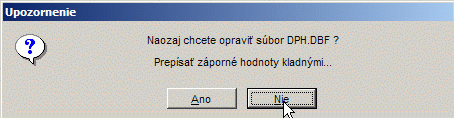 Upozornenie
Naozaj chcete opraviť súbor DPH.DBF ?
Prepísať záporné hodnoty kladnými...
Ano
Nie